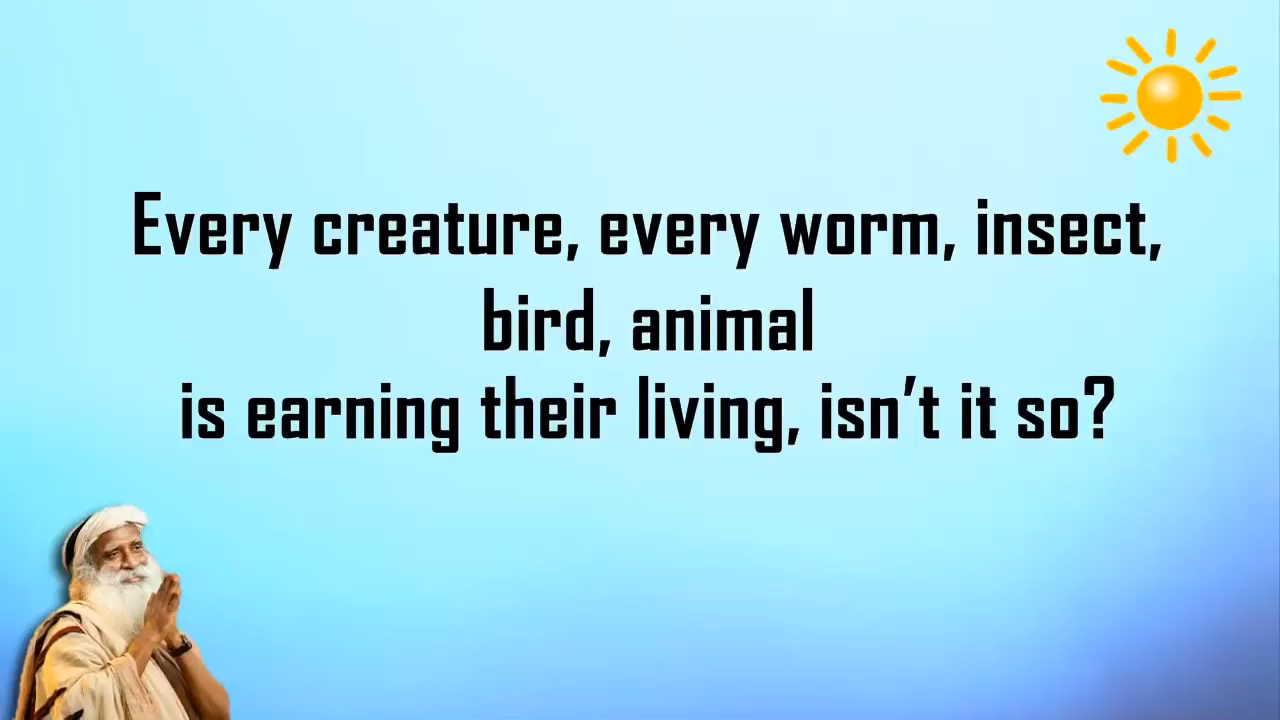 Every creature, every worm, insect,
bird, animal
is earning their living, isn’t it so?